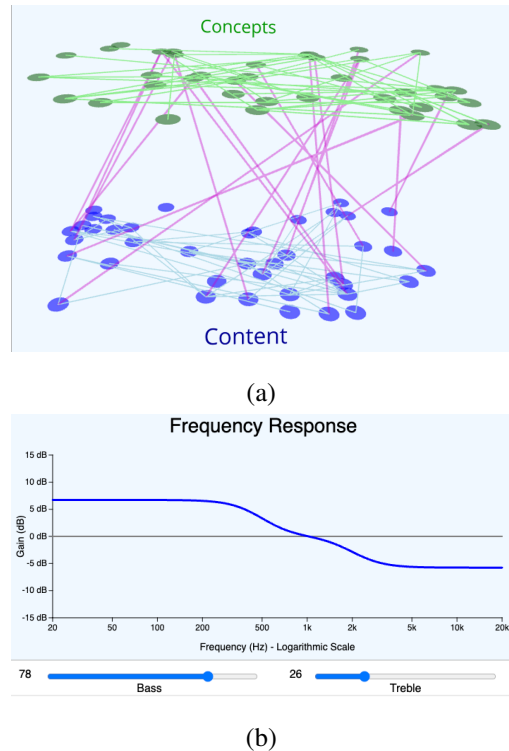 Concepts
Content
(a)
Frequency Response
15 dB
10 dB
5 dB
0 dB
-5 dB
-10 dB
-15 dB
Gain (dB)
20 50 100 200 500 1k 2k 5k 10k 20k
Frequency (Hz) - Logarithmic Scale
78 26
Bass Treble
(b)